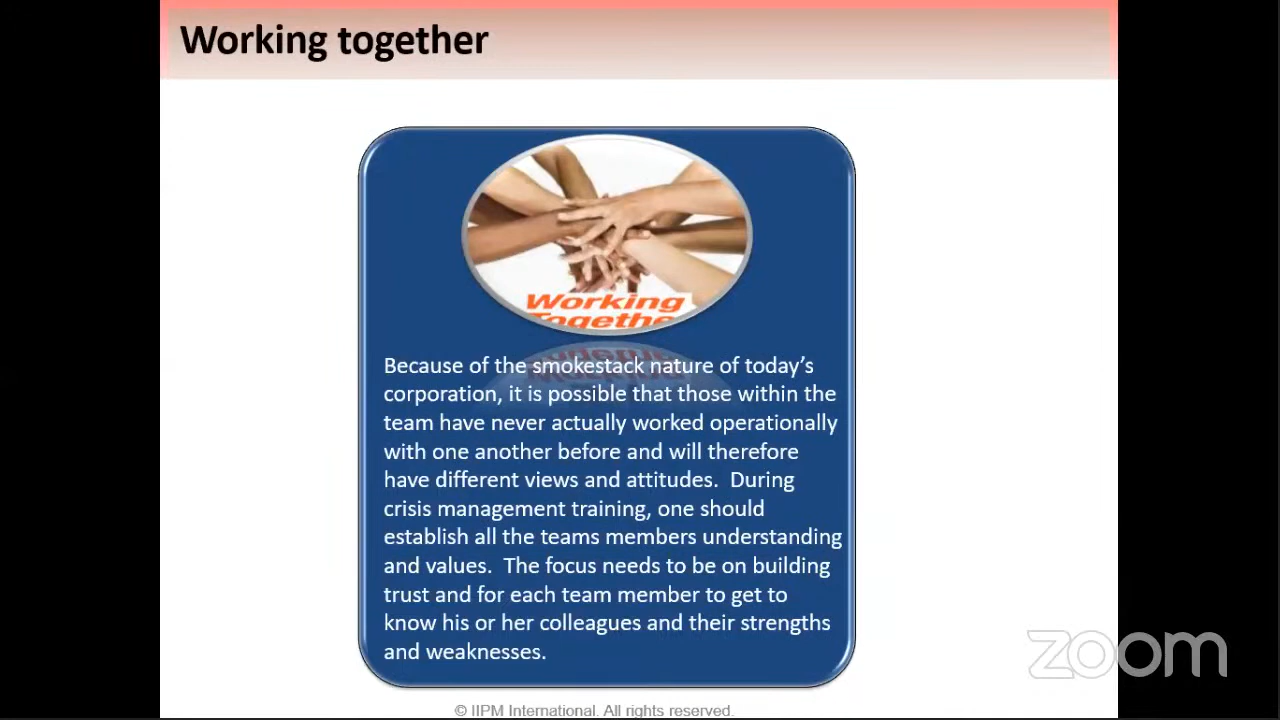 Working together
Working
Together
Because of the smokestack nature of today’s
corporation, it is possible that those within the
team have never actually worked operationally
with one another before and will therefore
have different views and attitudes.  During
crisis management training, one should
establish all the teams members understanding
and values.  The focus needs to be on building
trust and for each team member to get to
know his or her colleagues and their strengths
and weaknesses.
zoom
© IIPM International. All rights reserved.